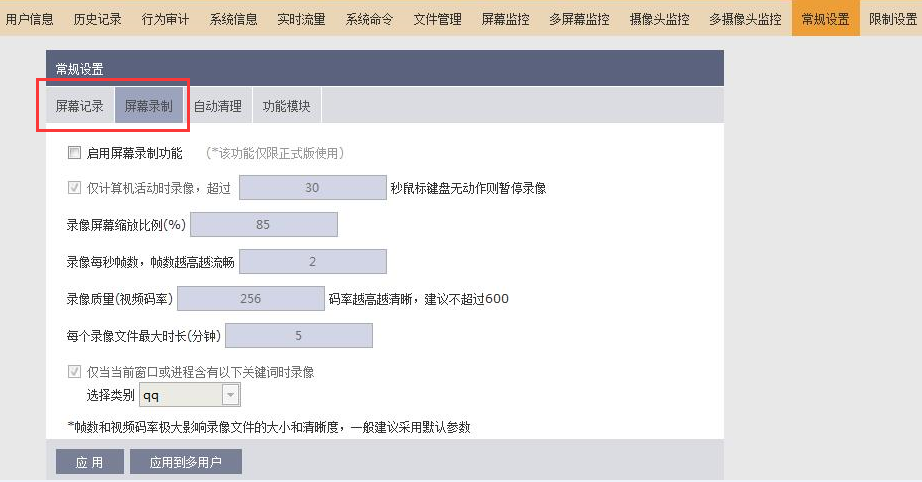 用户信息 历史记录 行为审计 系统信息 实时流量 系统命令 文件管理 屏幕监控 多屏幕监控 摄像头监控 多摄像头监控 常规设置 限制设置
常规设置
屏幕记录 屏幕录制 自动清理 功能模块
启用屏幕录制功能 (*该功能仅限正式版使用)
仅计算机活动时录像，超过 30 秒鼠标键盘无动作则暂停录像
录像屏幕缩放比例(%) 85
录像每秒帧数，帧数越高越流畅 2
录像质量(视频码率) 256 码率越高越清晰，建议不超过600
每个录像文件最大时长(分钟) 5
仅当当前窗口或进程含有以下关键词时录像
选择类别 qq
*帧数和视频码率极大影响录像文件的大小和清晰度，一般建议采用默认参数
应 用 应用到多用户